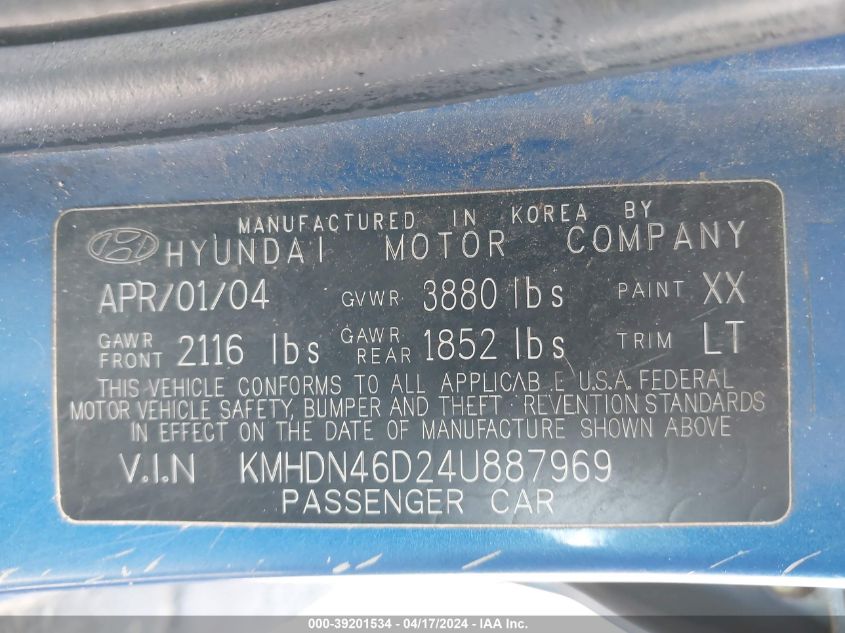 MANUFACTURED IN KOREA BY
HYUNDAI MOTOR COMPANY
APR/01/04 GVWR 3880 lbs PAINT XX
GAWR FRONT 2116 lbs GAWR REAR 1852 lbs TRIM LT
THIS VEHICLE CONFORMS TO ALL APPLICAB E U.S.A. FEDERAL
MOTOR VEHICLE SAFETY, BUMPER AND THEFT REVENTION STANDARDS
IN EFFECT ON THE DATE OF MANUFACTURE SHOWN ABOVE
V.I.N KMHDN46D24U887969
PASSENGER CAR
000-39201534 - 04/17/2024 - IAA Inc.